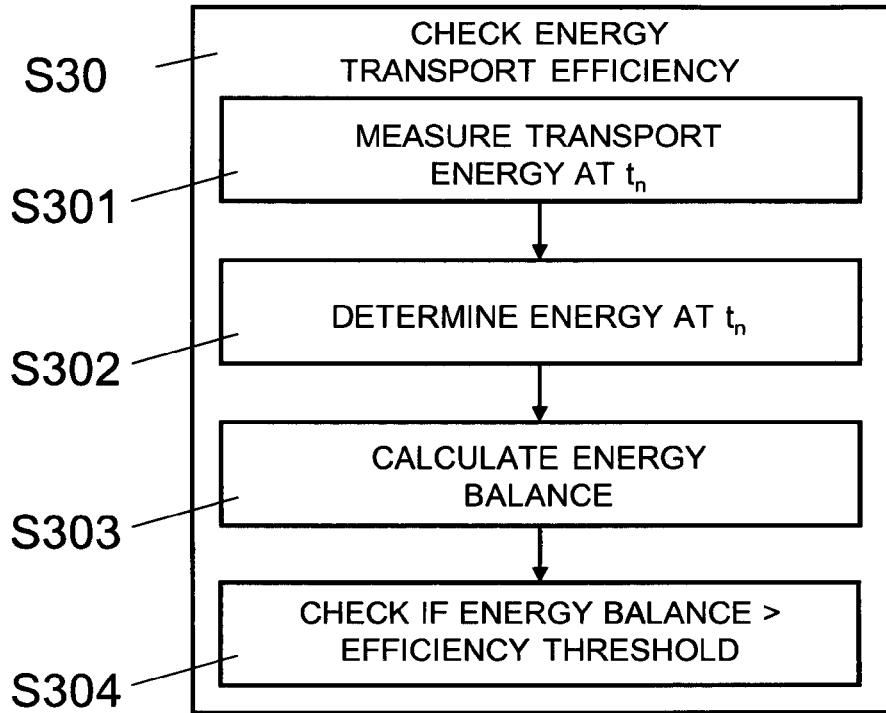 S30
CHECK ENERGY
TRANSPORT EFFICIENCY
S301
MEASURE TRANSPORT
ENERGY AT tₙ
S302
DETERMINE ENERGY AT tₙ
S303
CALCULATE ENERGY
BALANCE
S304
CHECK IF ENERGY BALANCE >
EFFICIENCY THRESHOLD